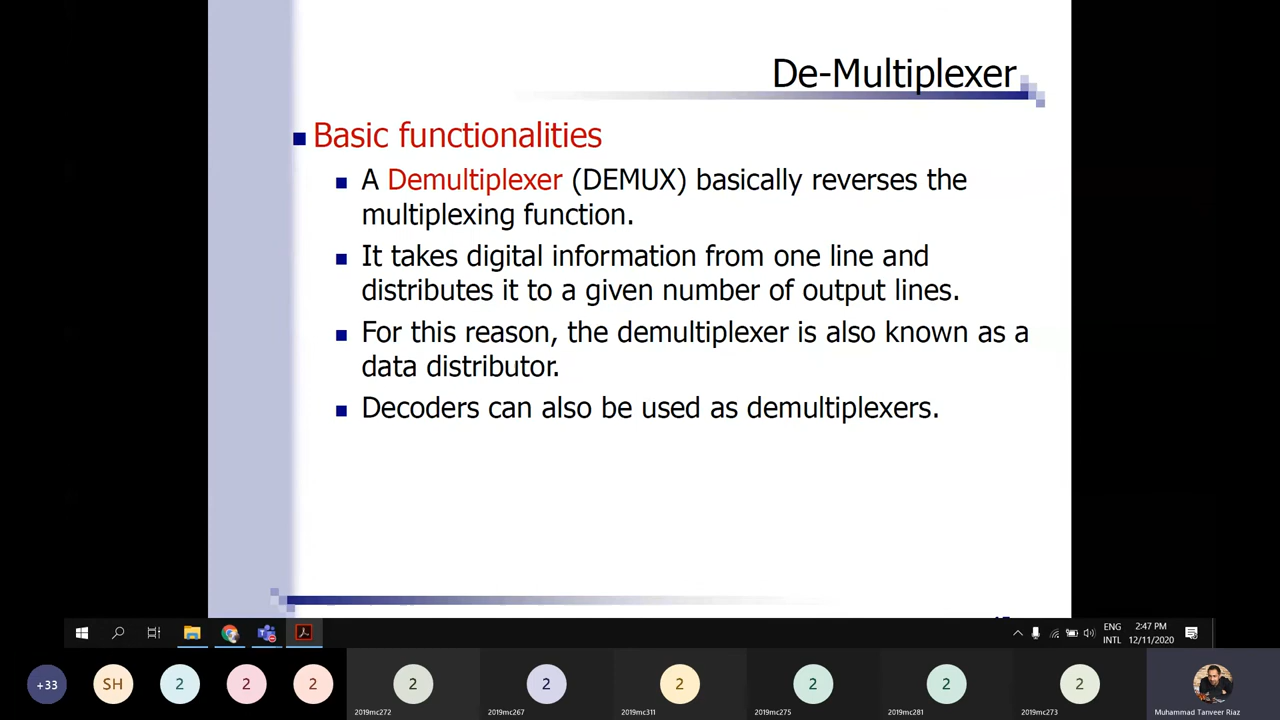 De-Multiplexer
Basic functionalities
A Demultiplexer (DEMUX) basically reverses the
multiplexing function.
It takes digital information from one line and
distributes it to a given number of output lines.
For this reason, the demultiplexer is also known as a
data distributor.
Decoders can also be used as demultiplexers.
ENG
INTL
2:47 PM
12/11/2020
+33
SH
2
2
2
2
2
2
2
2
2
2019mc272
2019mc267
2019mc311
2019mc275
2019mc281
2019mc273
Muhammad Tanveer Riaz